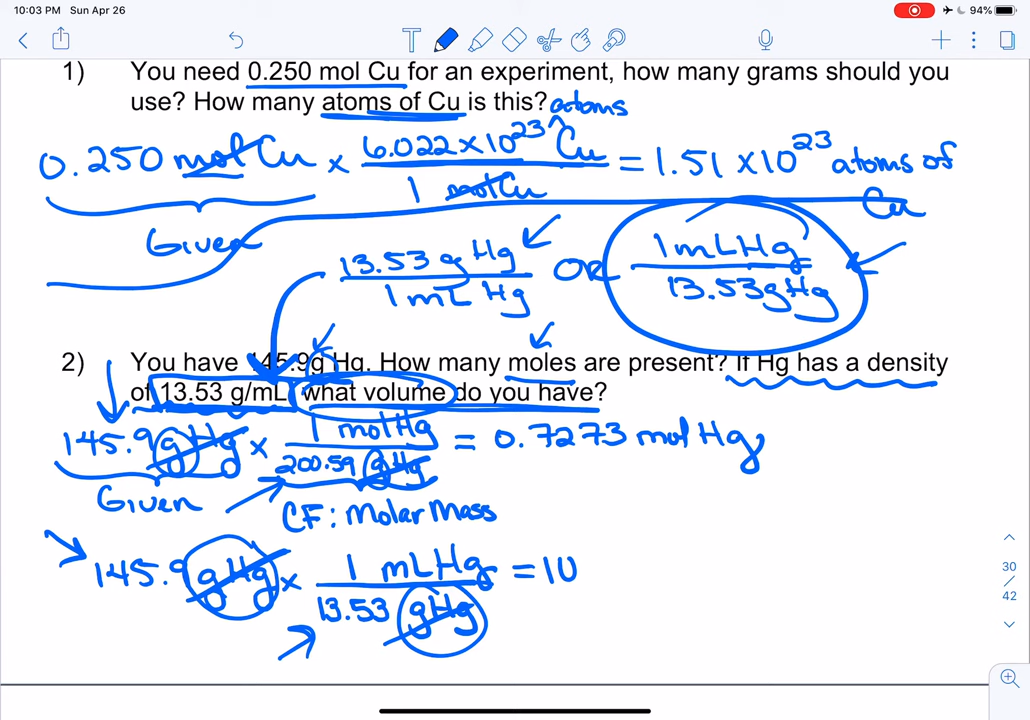 10:03 PM Sun Apr 26
94%
T
1) You need 0.250 mol Cu for an experiment, how many grams should you
use? How many atoms of Cu is this? atoms
0.250 mol Cu x 6.022 x 10^23 Cu / 1 mol Cu = 1.51 x 10^23 atoms of
Cu
Given
13.53 g Hg / 1 mL Hg OR 1 mL Hg / 13.53 g Hg
2) You have 145.9g Hg. How many moles are present? If Hg has a density
of 13.53 g/mL, what volume do you have?
145.9 g Hg x 1 mol Hg / 200.59 g Hg = 0.7273 mol Hg
Given
CF: Molar Mass
145.9 g Hg x 1 mL Hg / 13.53 g Hg = 10
30
42